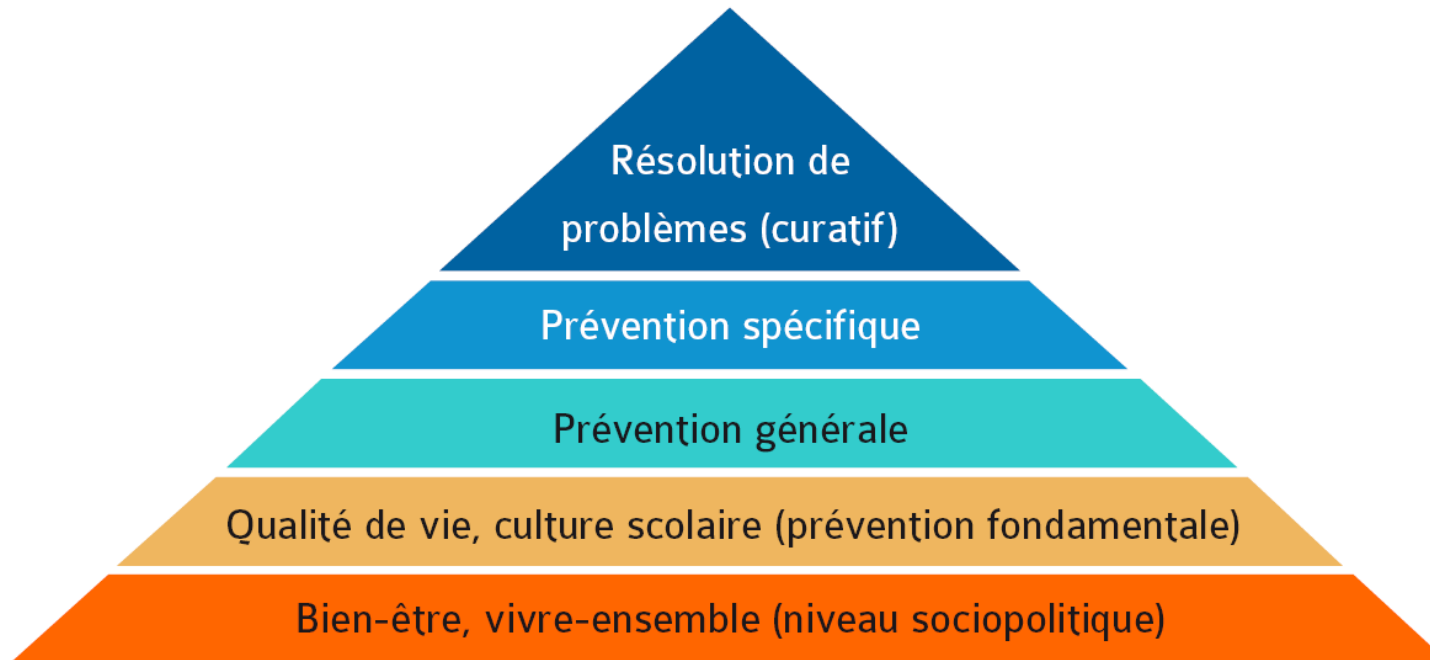 Résolution de
problèmes (curatif)
Prévention spécifique
Prévention générale
Qualité de vie, culture scolaire (prévention fondamentale)
Bien-être, vivre-ensemble (niveau sociopolitique)